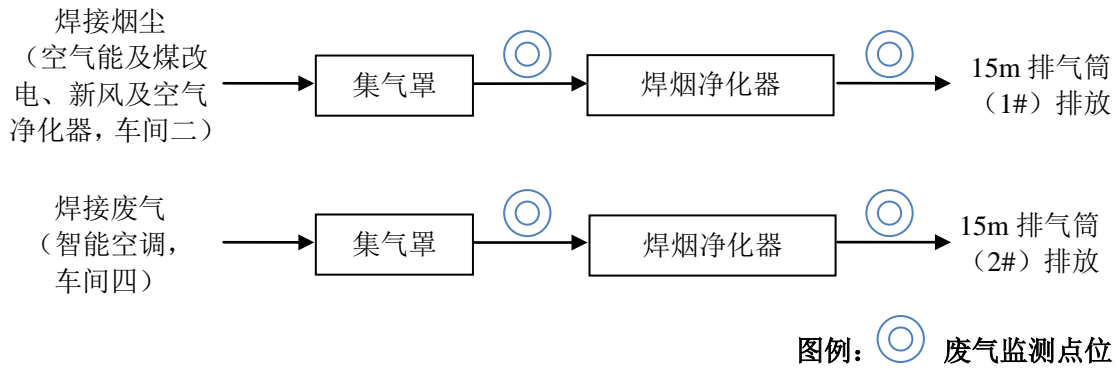 焊接烟尘
（空气能及煤改
电、新风及空气
净化器，车间二）
集气罩
焊烟净化器
15m 排气筒
（1#）排放
焊接废气
（智能空调，
车间四）
集气罩
焊烟净化器
15m 排气筒
（2#）排放
图例： 废气监测点位